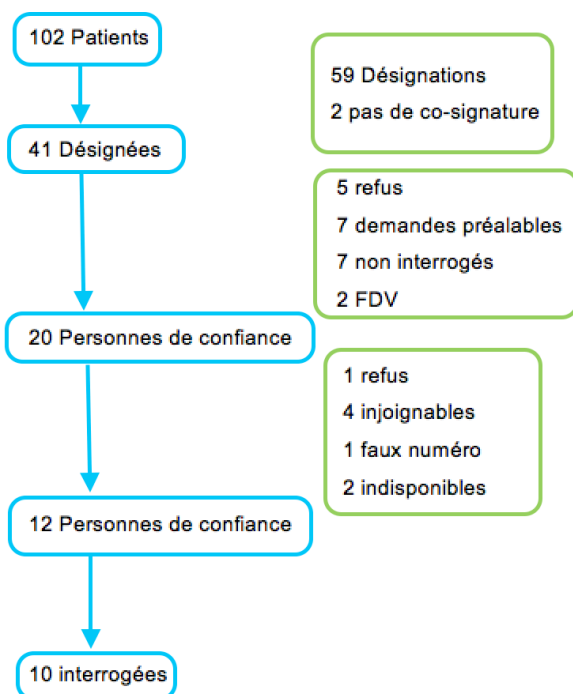 102 Patients
59 Désignations
2 pas de co-signature
41 Désignées
5 refus
7 demandes préalables
7 non interrogés
2 FDV
20 Personnes de confiance
1 refus
4 injoignables
1 faux numéro
2 indisponibles
12 Personnes de confiance
10 interrogées